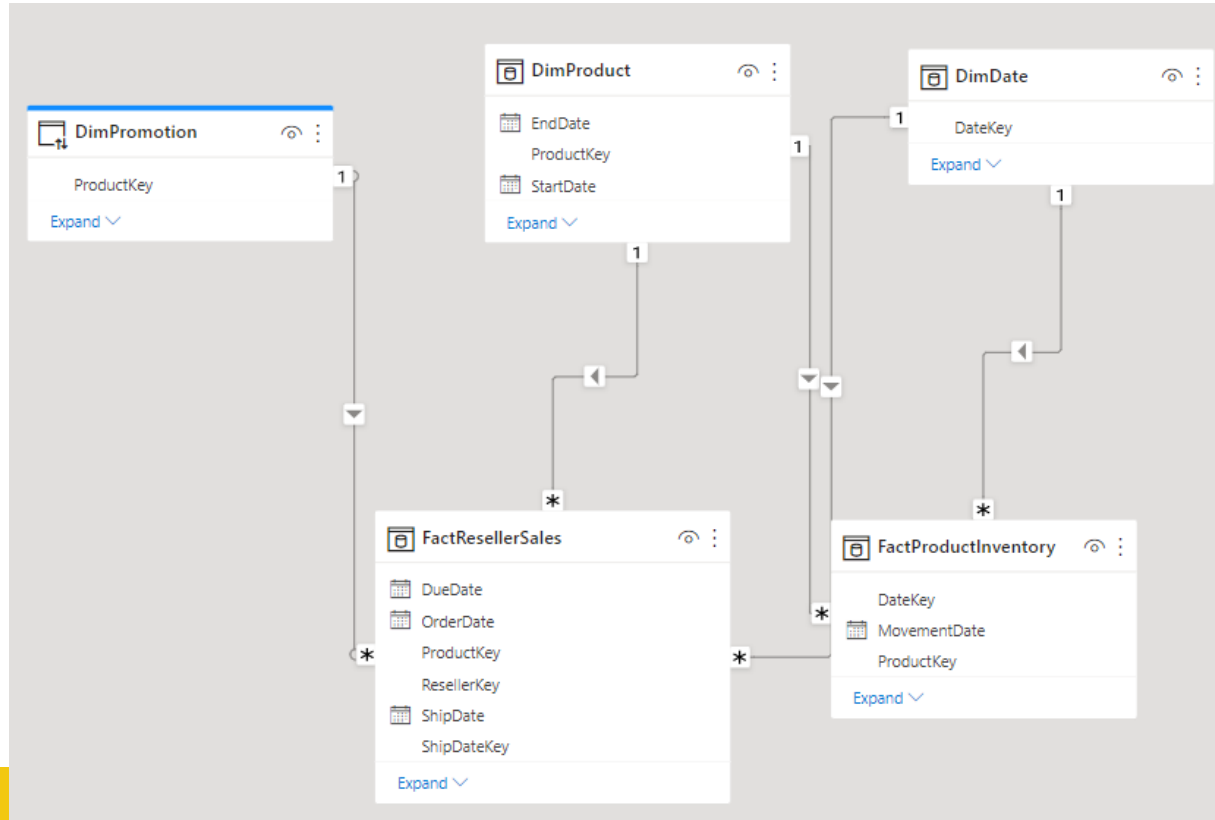 DimPromotion
ProductKey
Expand
1
DimProduct
EndDate
ProductKey
StartDate
Expand
1
1
DimDate
DateKey
Expand
1
1
FactResellerSales
DueDate
OrderDate
ProductKey
ResellerKey
ShipDate
ShipDateKey
Expand
*
*
*
FactProductInventory
DateKey
MovementDate
ProductKey
Expand
*
*